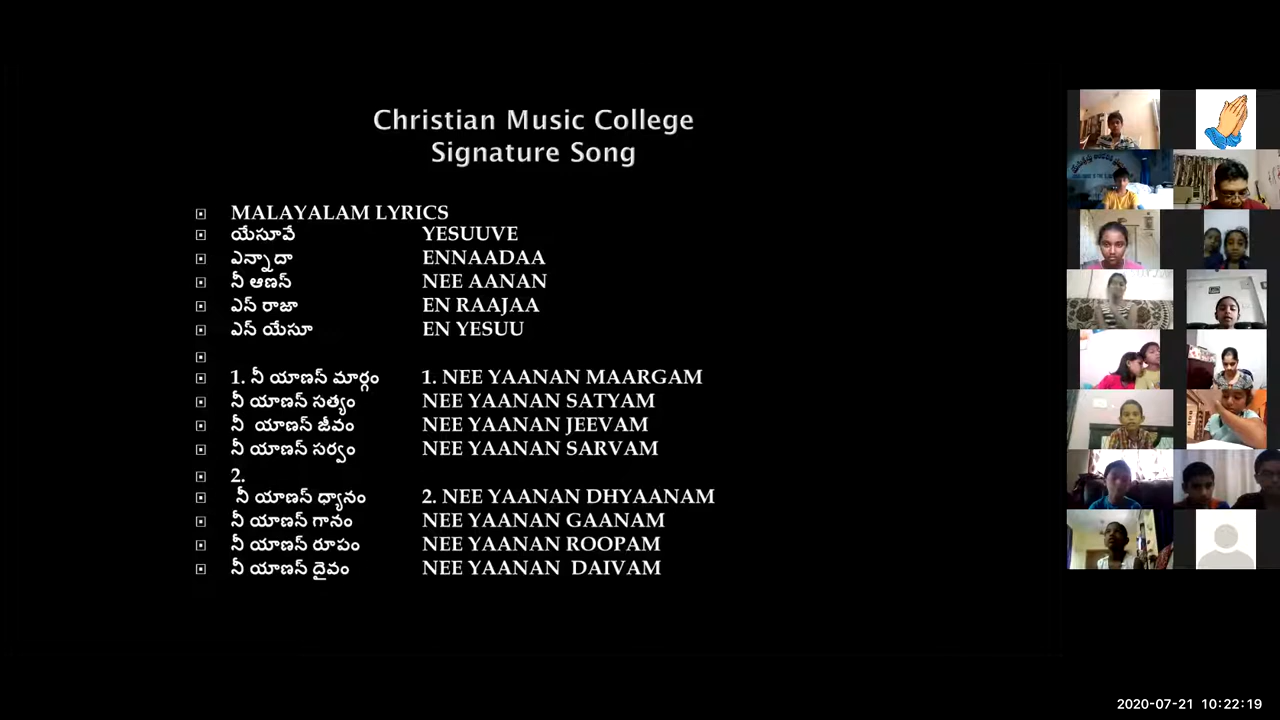 Christian Music College
Signature Song
MALAYALAM LYRICS
యేసూవే YESUUVE
ఎన్నాదా ENNAADAA
నీ ఆణన్ NEE AANAN
ఎన్ రాజా EN RAAJAA
ఎన్ యేసూ EN YESUU
1. నీ యాణన్ మార్గం 1. NEE YAANAN MAARGAM
నీ యాణన్ సత్యం NEE YAANAN SATYAM
నీ యాణన్ జీవం NEE YAANAN JEEVAM
నీ యాణన్ సర్వం NEE YAANAN SARVAM
2.
నీ యాణన్ ధ్యానం 2. NEE YAANAN DHYAANAM
నీ యాణన్ గానం NEE YAANAN GAANAM
నీ యాణన్ రూపం NEE YAANAN ROOPAM
నీ యాణన్ దైవం NEE YAANAN DAIVAM
2020-07-21 10:22:19